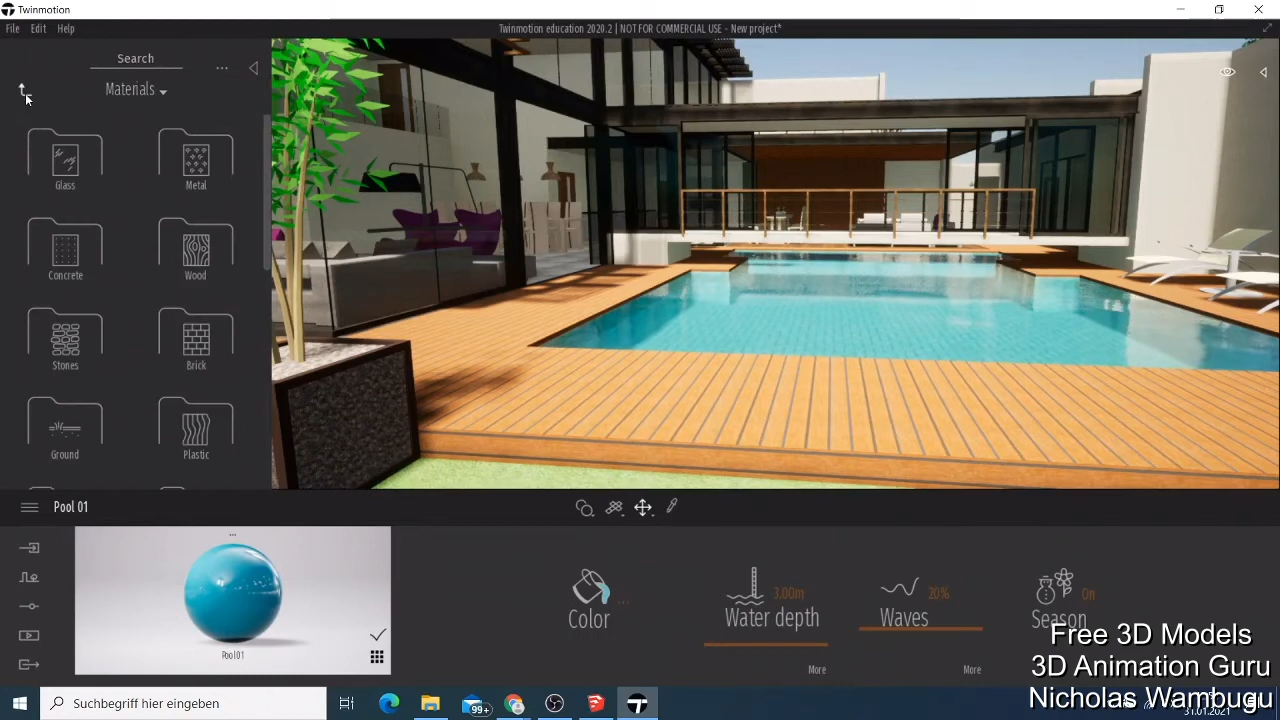 Twinmotion
File Edit Help
Twinmotion education 2020.2 | NOT FOR COMMERCIAL USE - New project*
Search
Materials
Glass
Metal
Concrete
Wood
Stones
Brick
Ground
Plastic
Pool 01
Pool 01
Color
Water depth
3.00m
Waves
20%
Season
On
More
More
Free 3D Models
3D Animation Guru
Nicholas Wambugu
Suchbegriff hier eingeben
99+
31.01.2021